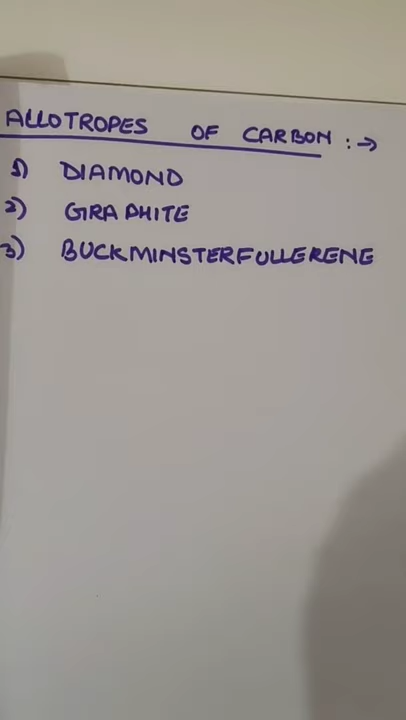 ALLOTROPES OF CARBON :→
1) DIAMOND
2) GRAPHITE
3) BUCKMINSTERFULLERENE